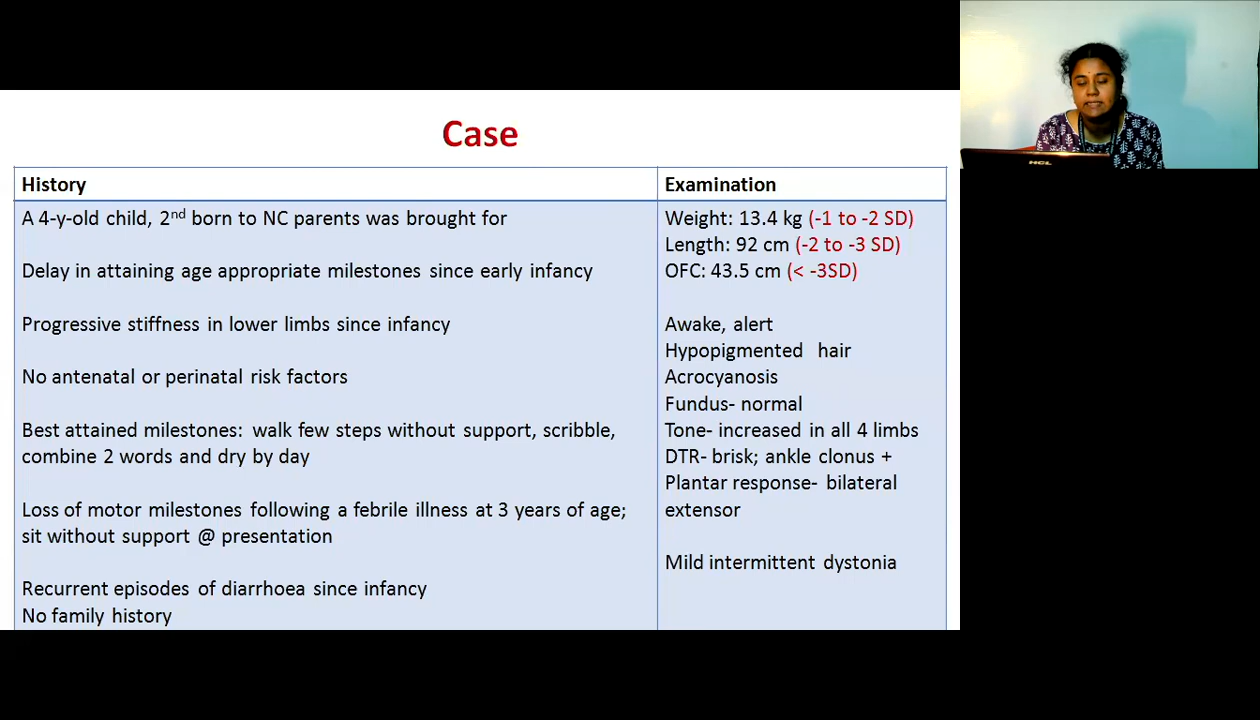 Case
History
A 4-y-old child, 2nd born to NC parents was brought for
Delay in attaining age appropriate milestones since early infancy
Progressive stiffness in lower limbs since infancy
No antenatal or perinatal risk factors
Best attained milestones: walk few steps without support, scribble,
combine 2 words and dry by day
Loss of motor milestones following a febrile illness at 3 years of age;
sit without support @ presentation
Recurrent episodes of diarrhoea since infancy
No family history
Examination
Weight: 13.4 kg (-1 to -2 SD)
Length: 92 cm (-2 to -3 SD)
OFC: 43.5 cm (< -3SD)
Awake, alert
Hypopigmented hair
Acrocyanosis
Fundus- normal
Tone- increased in all 4 limbs
DTR- brisk; ankle clonus +
Plantar response- bilateral
extensor
Mild intermittent dystonia
HCL